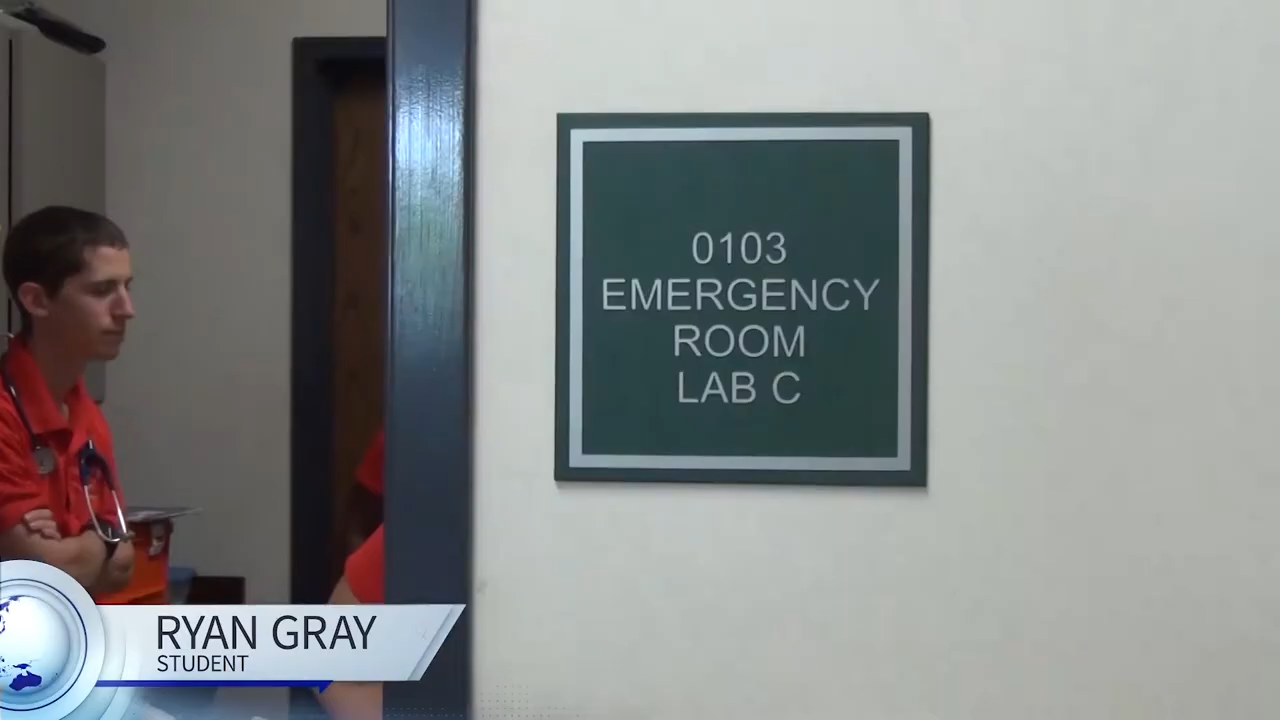 0103
EMERGENCY
ROOM
LAB C
RYAN GRAY
STUDENT